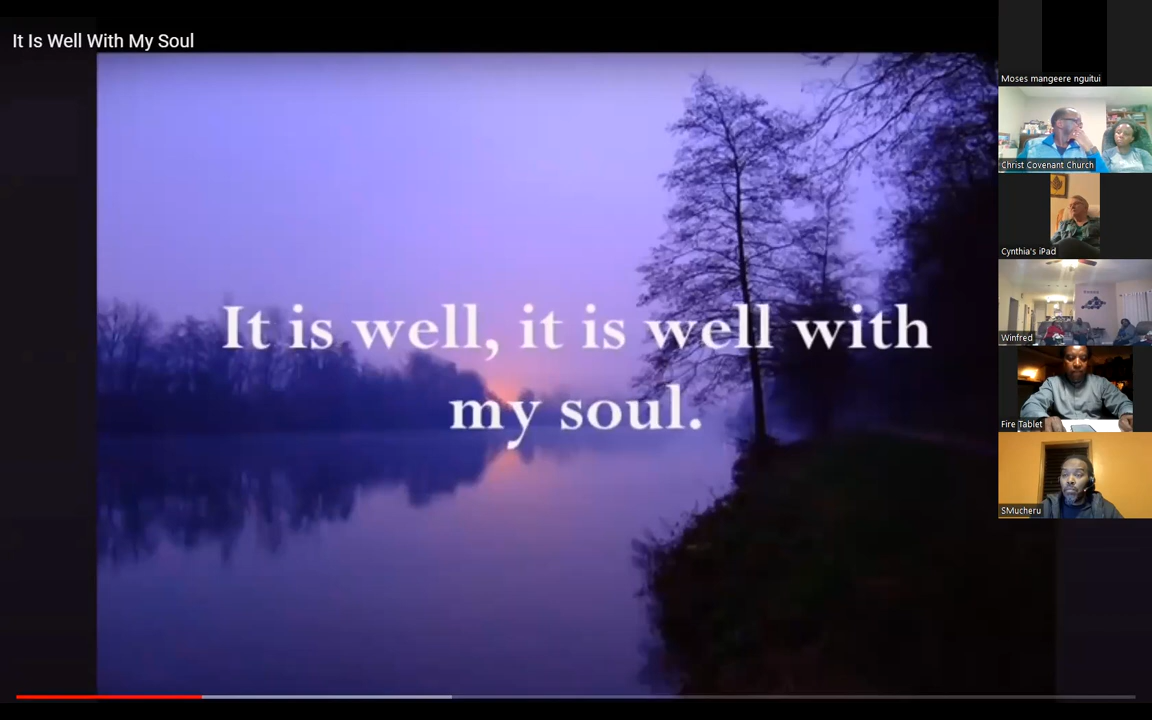 It Is Well With My Soul
It is well, it is well with
my soul.
Moses mangeere nguitui
Christ Covenant Church
Cynthia's iPad
Winfred
Fire Tablet
SMucheru